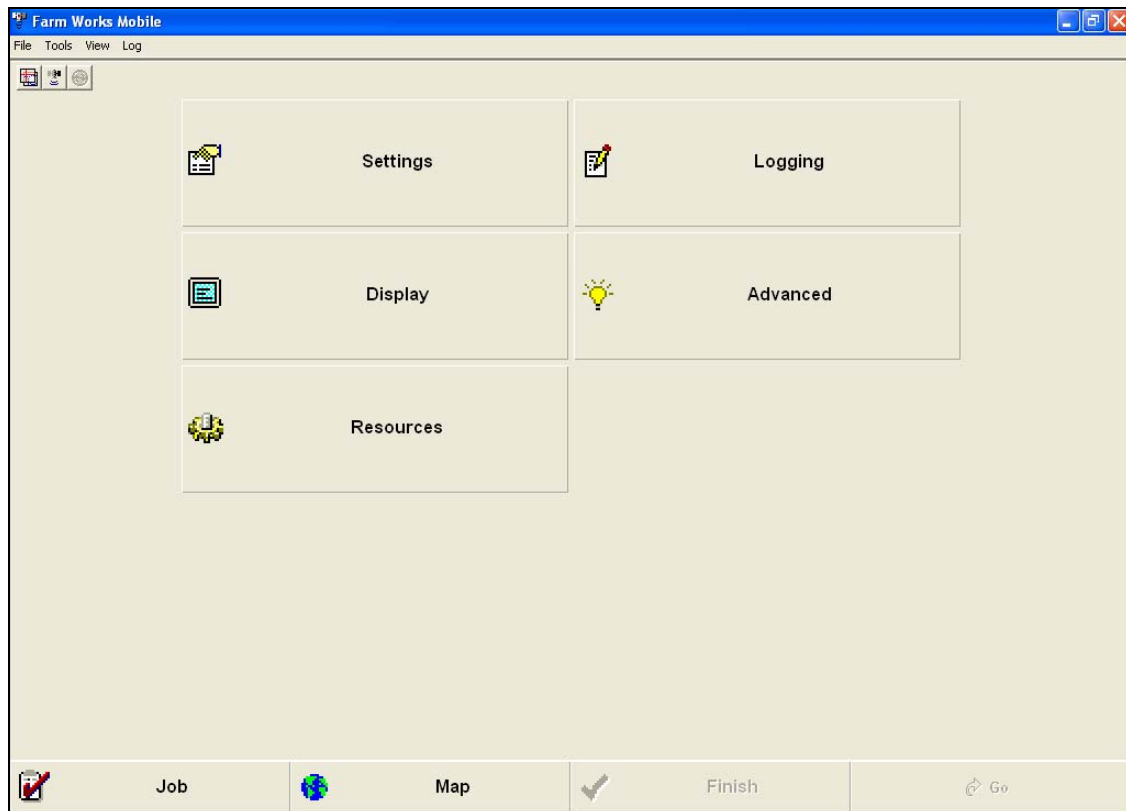 Farm Works Mobile
File Tools View Log
Settings Logging
Display Advanced
Resources
Job Map Finish Go